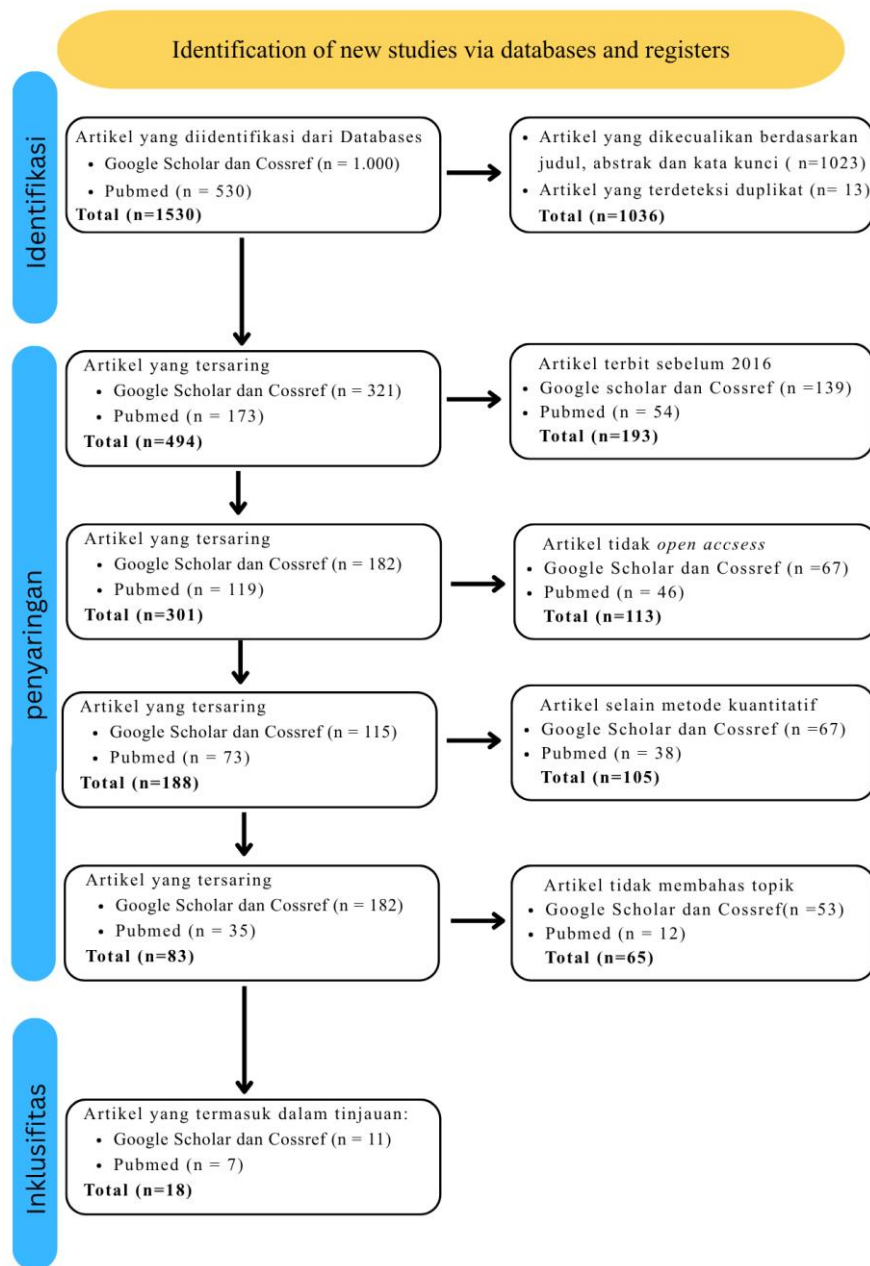 Identification of new studies via databases and registers
Identifikasi
Artikel yang diidentifikasi dari Databases
• Google Scholar dan Cossref (n = 1.000)
• Pubmed (n = 530)
Total (n=1530)
• Artikel yang dikecualikan berdasarkan
judul, abstrak dan kata kunci ( n=1023)
• Artikel yang terdeteksi duplikat (n= 13)
Total (n=1036)
penyaringan
Artikel yang tersaring
• Google Scholar dan Cossref (n = 321)
• Pubmed (n = 173)
Total (n=494)
Artikel terbit sebelum 2016
• Google scholar dan Cossref (n =139)
• Pubmed (n = 54)
Total (n=193)
Artikel yang tersaring
• Google Scholar dan Cossref (n = 182)
• Pubmed (n = 119)
Total (n=301)
Artikel tidak open accsess
• Google Scholar dan Cossref (n =67)
• Pubmed (n = 46)
Total (n=113)
Artikel yang tersaring
• Google Scholar dan Cossref (n = 115)
• Pubmed (n = 73)
Total (n=188)
Artikel selain metode kuantitatif
• Google Scholar dan Cossref (n =67)
• Pubmed (n = 38)
Total (n=105)
Artikel yang tersaring
• Google Scholar dan Cossref (n = 182)
• Pubmed (n = 35)
Total (n=83)
Artikel tidak membahas topik
• Google Scholar dan Cossref(n =53)
• Pubmed (n = 12)
Total (n=65)
Inklusifitas
Artikel yang termasuk dalam tinjauan:
• Google Scholar dan Cossref (n = 11)
• Pubmed (n = 7)
Total (n=18)